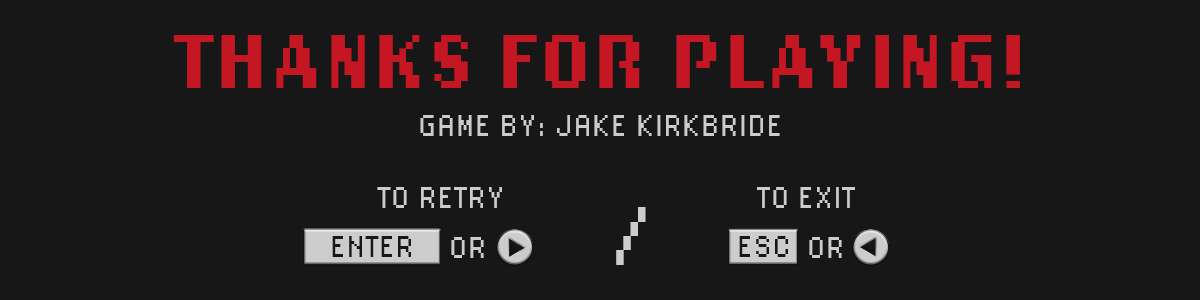 THANKS FOR PLAYING!
GAME BY: JAKE KIRKBRIDE
TO RETRY
ENTER OR
/
TO EXIT
ESC OR